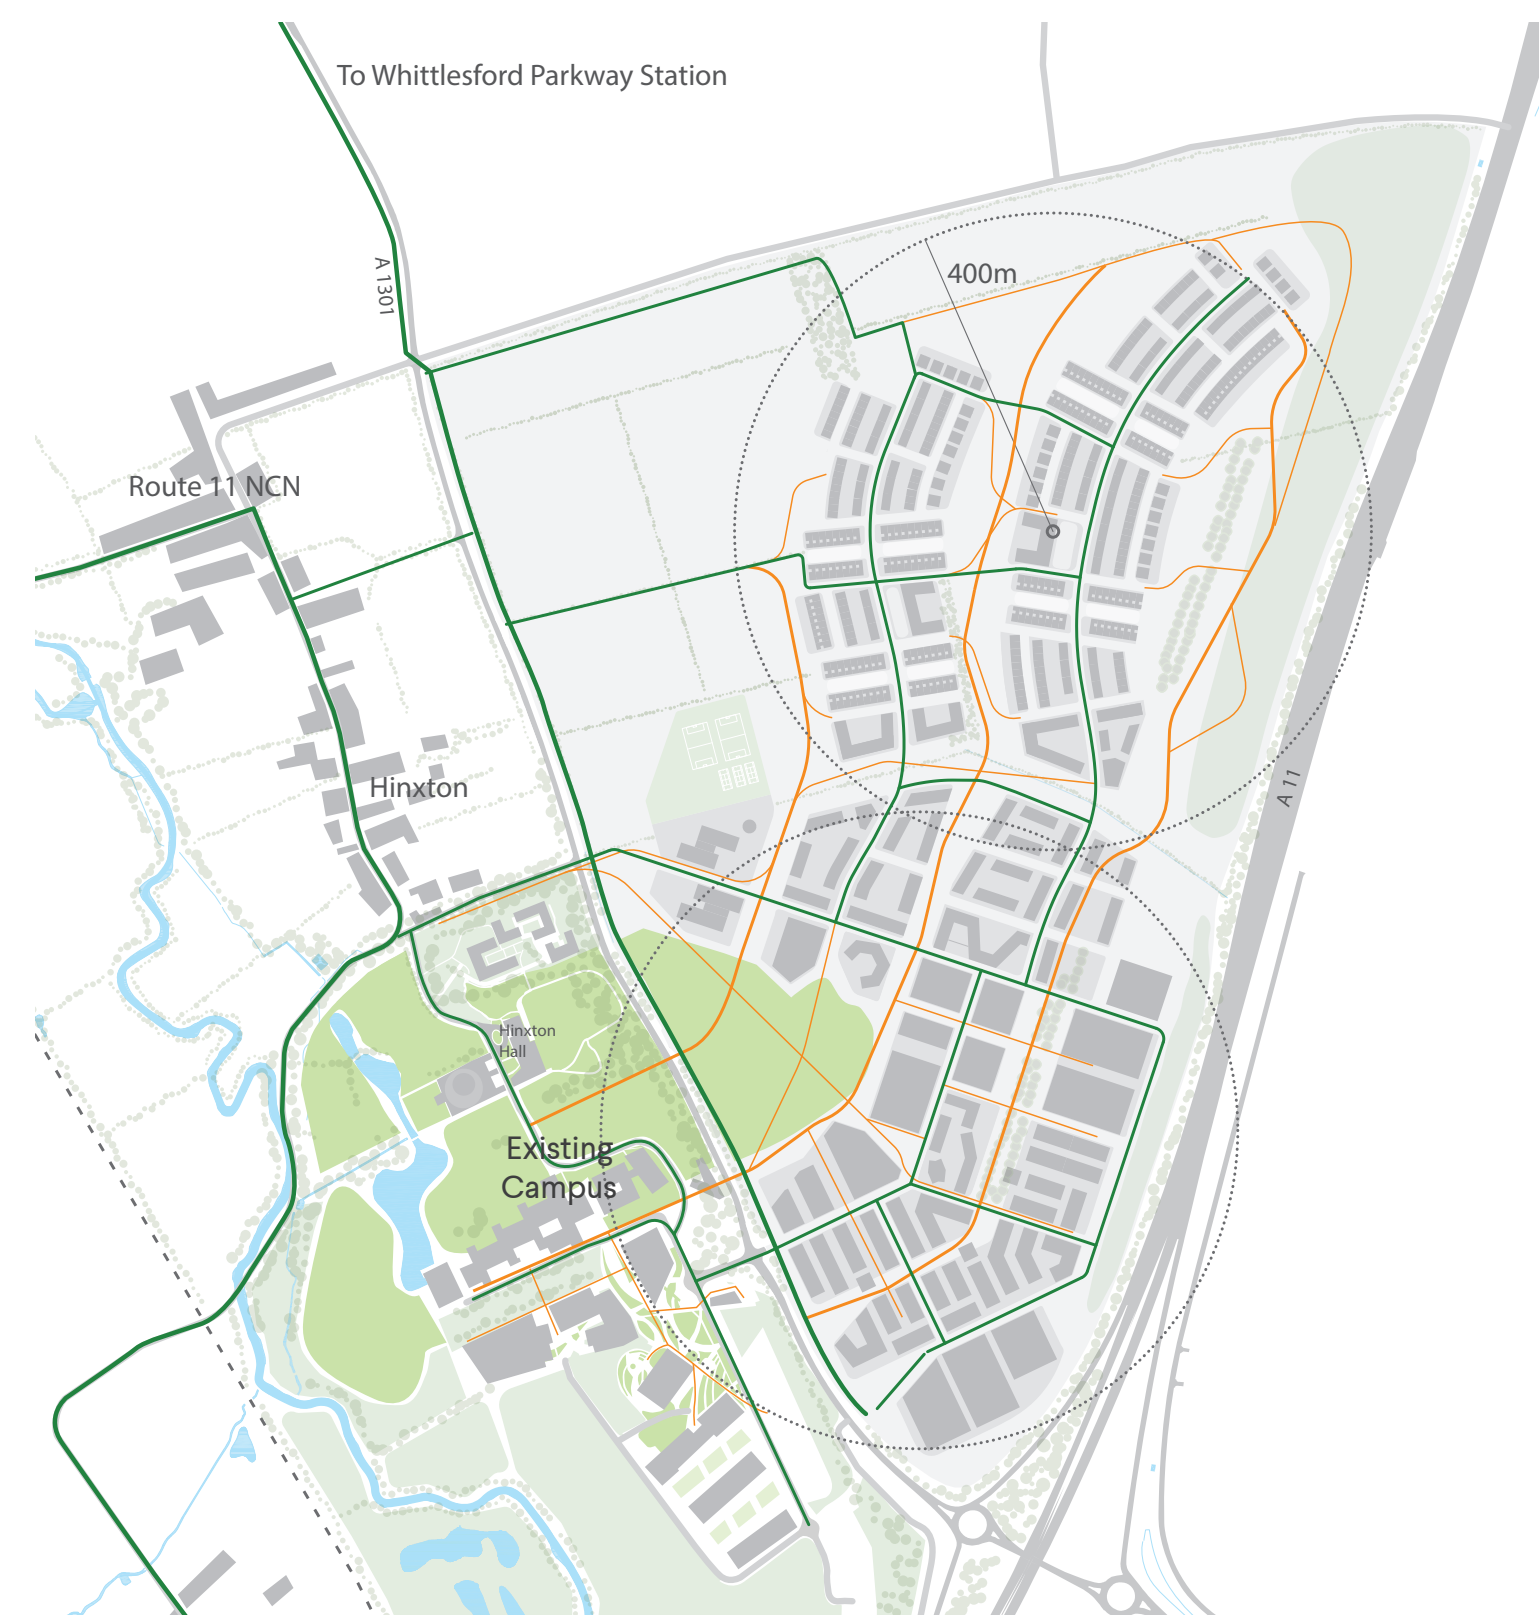 To Whittlesford Parkway Station
A 1301
400m
Route 11 NCN
Hinxton
A 11
Hinxton
Hall
Existing
Campus